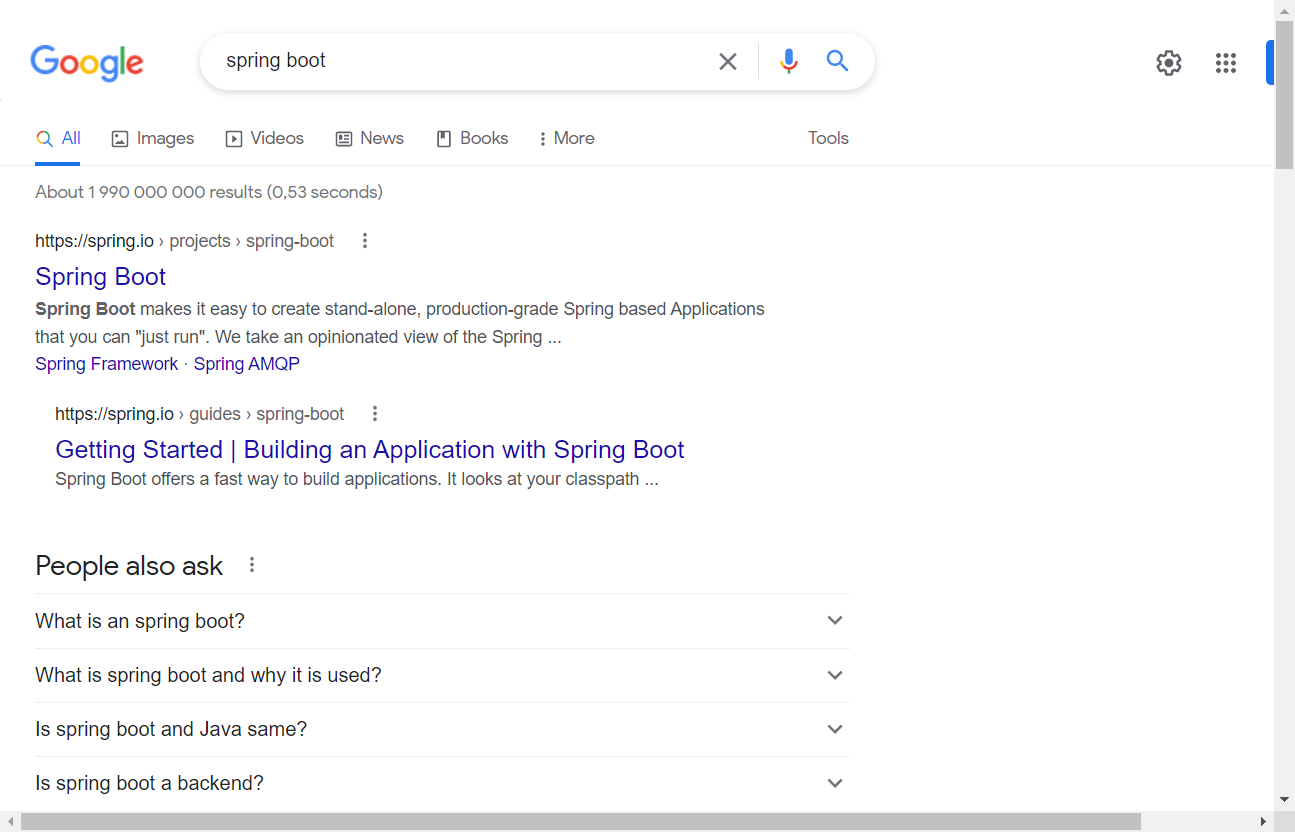 Google
spring boot
All Images Videos News Books More Tools
About 1 990 000 000 results (0,53 seconds)
https://spring.io › projects › spring-boot
Spring Boot
Spring Boot makes it easy to create stand-alone, production-grade Spring based Applications
that you can "just run". We take an opinionated view of the Spring ...
Spring Framework · Spring AMQP
https://spring.io › guides › spring-boot
Getting Started | Building an Application with Spring Boot
Spring Boot offers a fast way to build applications. It looks at your classpath ...
People also ask
What is an spring boot?
What is spring boot and why it is used?
Is spring boot and Java same?
Is spring boot a backend?